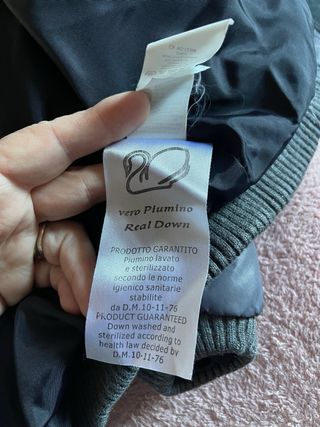 vero Piumino
Real Down
PRODOTTO GARANTITO
Piumino lavato
e sterilizzato
secondo le norme
igienico sanitarie
stabilite
da D.M. 10-11-76
PRODUCT GUARANTEED
Down washed and
sterilized according to
health law decided by
D.M. 10-11-76